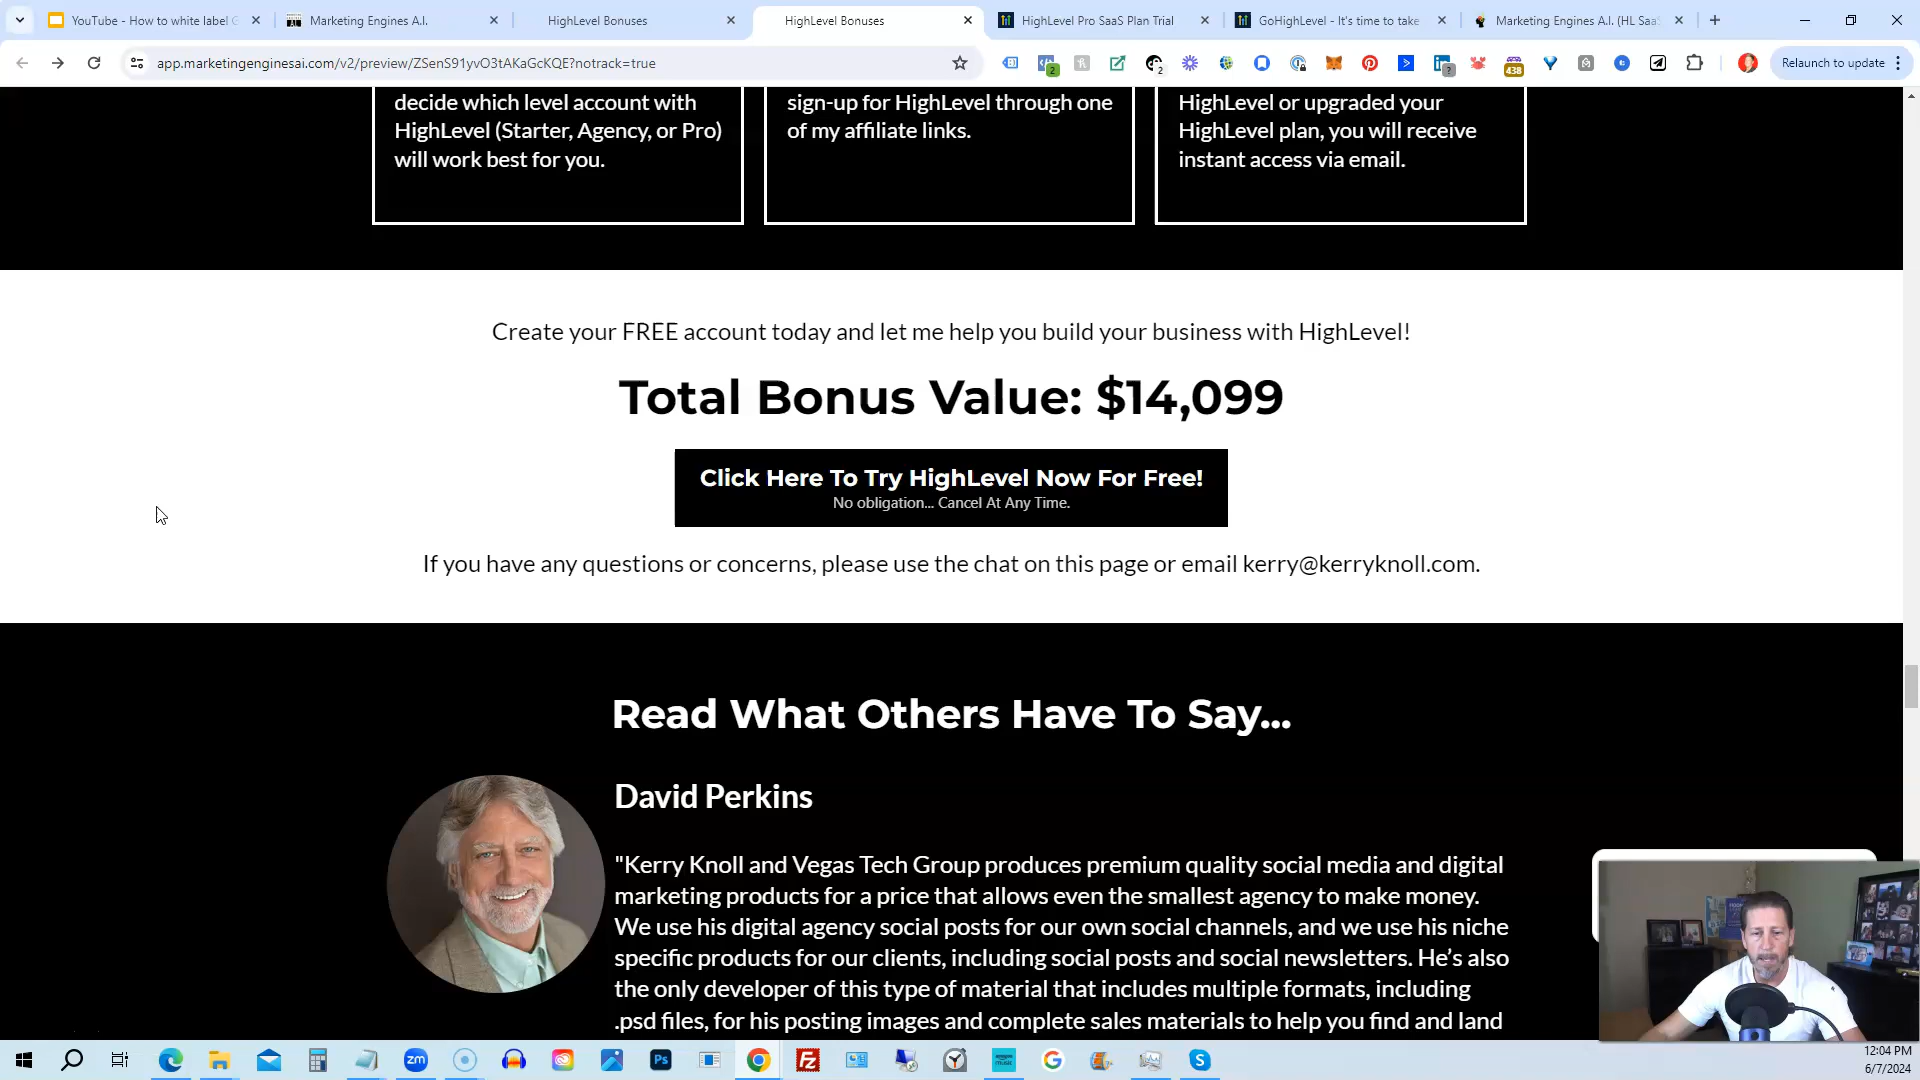 YouTube - How to white label G
Marketing Engines A.I.
HighLevel Bonuses
HighLevel Bonuses
HighLevel Pro SaaS Plan Trial
GoHighLevel - It's time to take
Marketing Engines A.I. (HL SaaS
app.marketingenginesai.com/v2/preview/ZSenS91yvO3tAKaGcKQE?notrack=true
2
2
?
438
Relaunch to update
decide which level account with
HighLevel (Starter, Agency, or Pro)
will work best for you.
sign-up for HighLevel through one
of my affiliate links.
HighLevel or upgraded your
HighLevel plan, you will receive
instant access via email.
Create your FREE account today and let me help you build your business with HighLevel!
Total Bonus Value: $14,099
Click Here To Try HighLevel Now For Free!
No obligation... Cancel At Any Time.
If you have any questions or concerns, please use the chat on this page or email kerry@kerryknoll.com.
Read What Others Have To Say...
David Perkins
"Kerry Knoll and Vegas Tech Group produces premium quality social media and digital
marketing products for a price that allows even the smallest agency to make money.
We use his digital agency social posts for our own social channels, and we use his niche
specific products for our clients, including social posts and social newsletters. He's also
the only developer of this type of material that includes multiple formats, including
.psd files, for his posting images and complete sales materials to help you find and land
zm
Ps
amazon
music
12:04 PM
6/7/2024